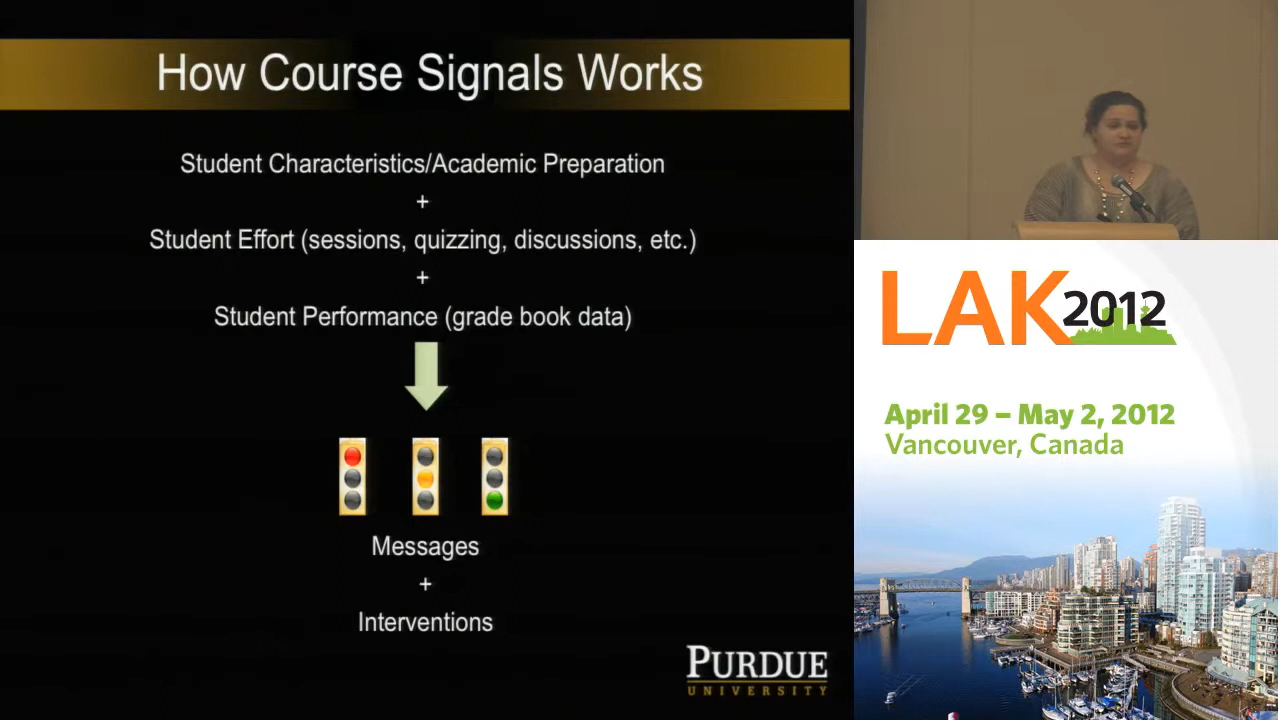 How Course Signals Works
Student Characteristics/Academic Preparation
+
Student Effort (sessions, quizzing, discussions, etc.)
+
Student Performance (grade book data)
Messages
+
Interventions
PURDUE
UNIVERSITY
LAK2012
April 29 – May 2, 2012
Vancouver, Canada